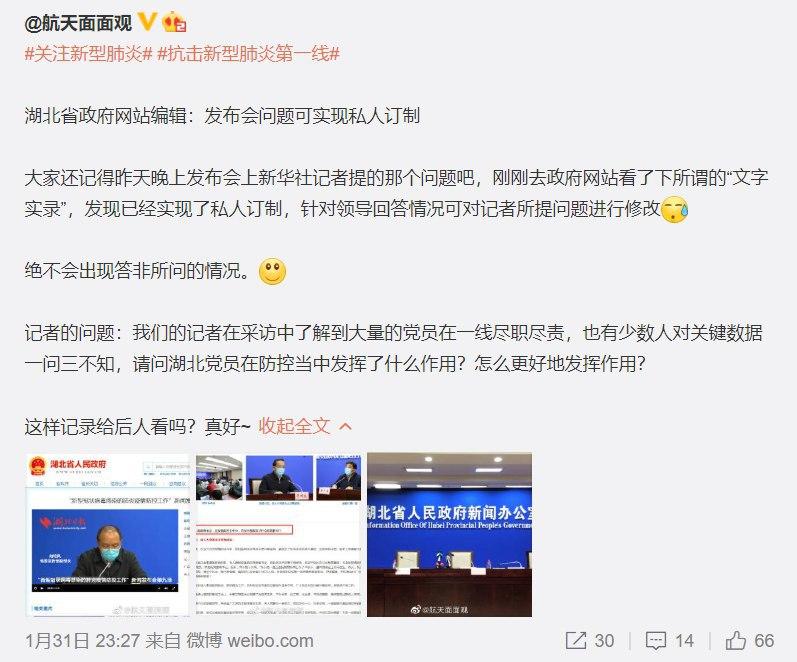 @航天面面观
#关注新型肺炎# #抗击新型肺炎第一线#
湖北省政府网站编辑：发布会问题可实现私人订制
大家还记得昨天晚上发布会上新华社记者提的那个问题吧，刚刚去政府网站看了下所谓的“文字
实录”，发现已经实现了私人订制，针对领导回答情况可对记者所提问题进行修改
绝不会出现答非所问的情况。
记者的问题：我们的记者在采访中了解到大量的党员在一线尽职尽责，也有少数人对关键数据
一问三不知，请问湖北党员在防控当中发挥了什么作用？怎么更好地发挥作用？
这样记录给后人看吗？真好~ 收起全文
湖北省人民政府
湖北日报
@航天面面观
湖北省人民政府新闻办公室
Information Office Of Hubei Provincial People's Government
@航天面面观
1月31日 23:27 来自 微博 weibo.com
30
14
66